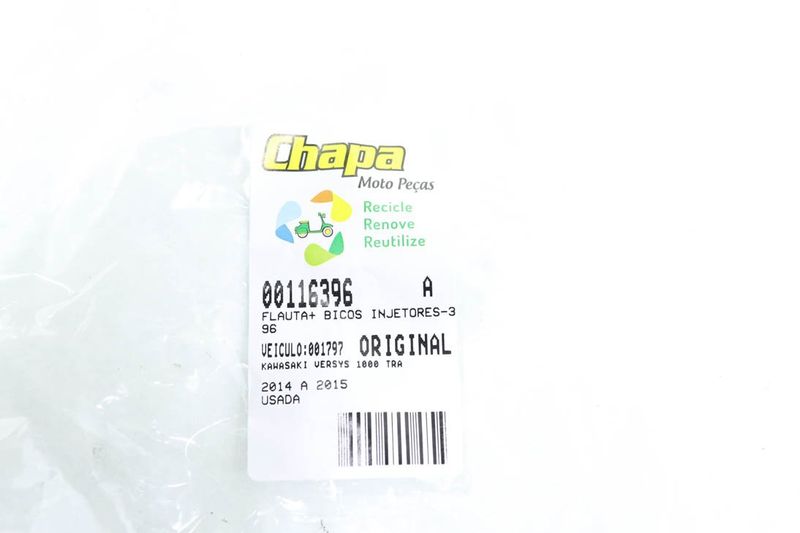 Chapa
Moto Peças
Recicle
Renove
Reutilize
00116396 A
FLAUTA+ BICOS INJETORES-3
96
VEICULO:001797 ORIGINAL
KAWASAKI VERSYS 1000 TRA
2014 A 2015
USADA